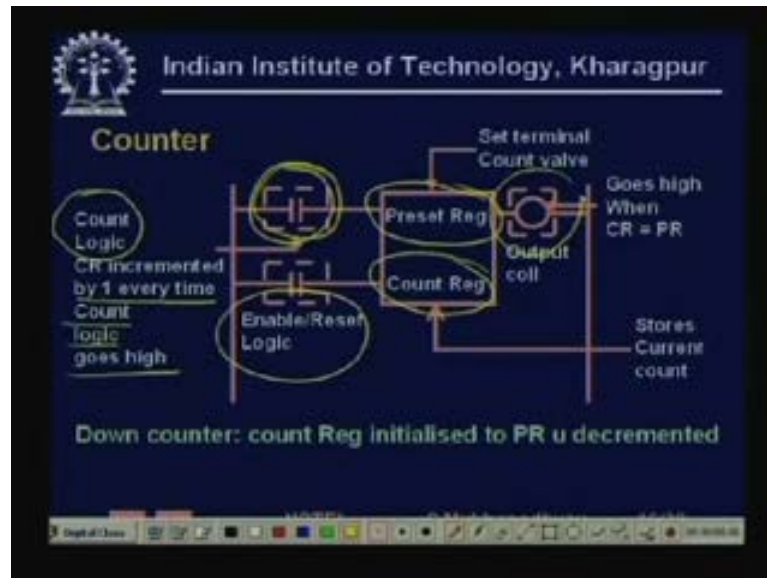 Indian Institute of Technology, Kharagpur
Counter
Set terminal
Count valve
Goes high
When
CR = PR
Preset Reg
Output
coll
Count
Logic
CR incremented
by 1 every time
Count
logic
goes high
Count Reg
Enable/Reset
Logic
Stores
Current
count
Down counter: count Reg initialised to PR u decremented